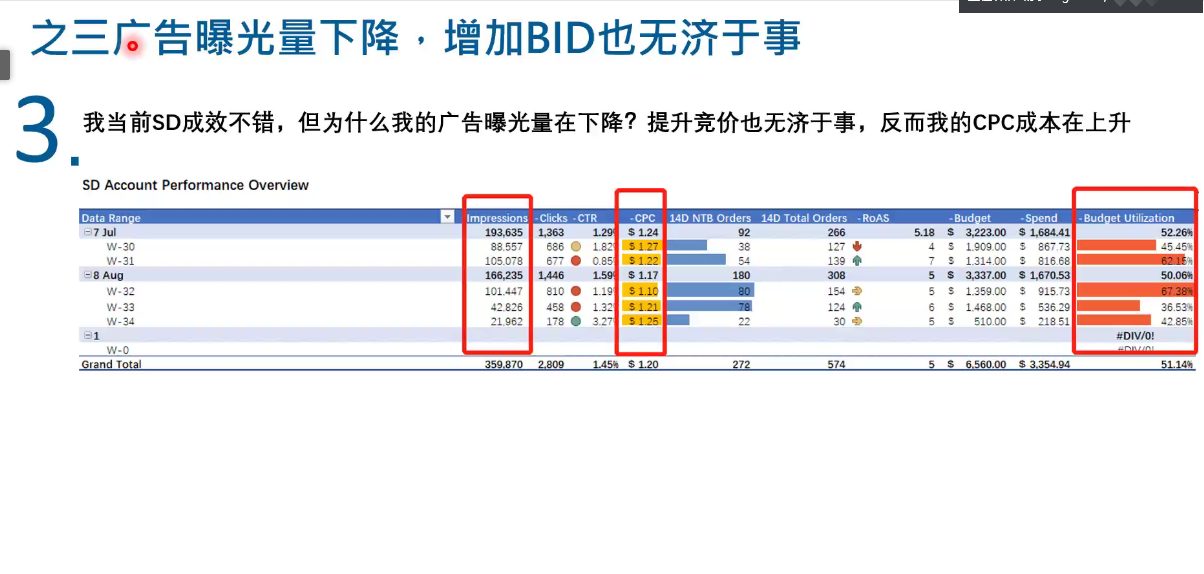 之三广告曝光量下降，增加BID也无济于事
3.
我当前SD成效不错，但为什么我的广告曝光量在下降？提升竞价也无济于事，反而我的CPC成本在上升
SD Account Performance Overview
Data Range Impressions -Clicks -CTR -CPC 14D NTB Orders 14D Total Orders -RoAS -Budget -Spend -Budget Utilization
7 Jul 193,635 1,363 1.29% $ 1.24 92 266 5.18 $ 3,223.00 $ 1,684.41 52.26%
W-30 88,557 686 1.82% $ 1.27 38 127 4 $ 1,909.00 $ 867.73 45.45%
W-31 105,078 677 0.85% $ 1.22 54 139 7 $ 1,314.00 $ 816.68 62.15%
8 Aug 166,235 1,446 1.59% $ 1.17 180 308 5 $ 3,337.00 $ 1,670.53 50.06%
W-32 101,447 810 1.19% $ 1.10 80 154 5 $ 1,359.00 $ 915.73 67.38%
W-33 42,826 458 1.32% $ 1.21 78 124 6 $ 1,468.00 $ 536.29 36.53%
W-34 21,962 178 3.27% $ 1.25 22 30 5 $ 510.00 $ 218.51 42.85%
1 #DIV/0!
W-0 #DIV/0!
Grand Total 359,870 2,809 1.45% $ 1.20 272 574 5 $ 6,560.00 $ 3,354.94 51.14%